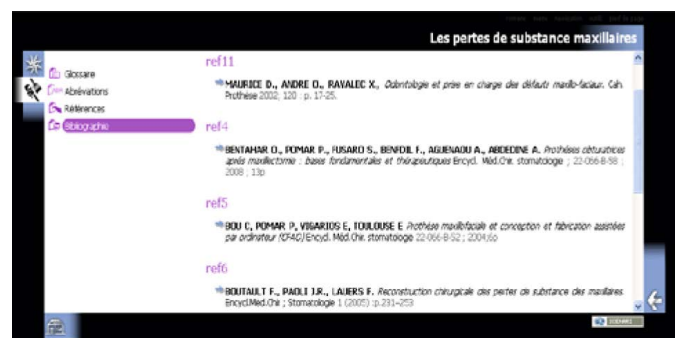 Les pertes de substance maxillaires
Glossaire
Abréviations
Références
Bibliographie
ref11
MAURICE D., ANDRE O., RAVALEC X., Odontologie et prise en charge des défauts maxillo-faciaux. Cah.
Prothèse 2002; 120 : p. 17-25.
ref4
BENTAHAR O., POMAR P., FUSARO S., BENFDIL F., AGUENAOU A., ABDEDINE A. Prothèses obturatrices
après maxillectomie : bases fondamentales et thérapeutiques Encycl. Méd.Chir. stomatologie ; 22-066-B-58 ;
2008 ; 13p
ref5
BOU C, POMAR P, VIGARIOS E, TOULOUSE E Prothèse maxillofaciale et conception et fabrication assistées
par ordinateur (CFAO) Encycl. Méd.Chir. stomatologie 22-066-B-52 ; 2004;6p
ref6
BOUTAULT F., PAOLI J.R., LAUERS F. Reconstruction chirurgicale des pertes de substance des maxillaires.
Encycl.Med.Chir ; Stomatologie 1 (2005) :p.231-253